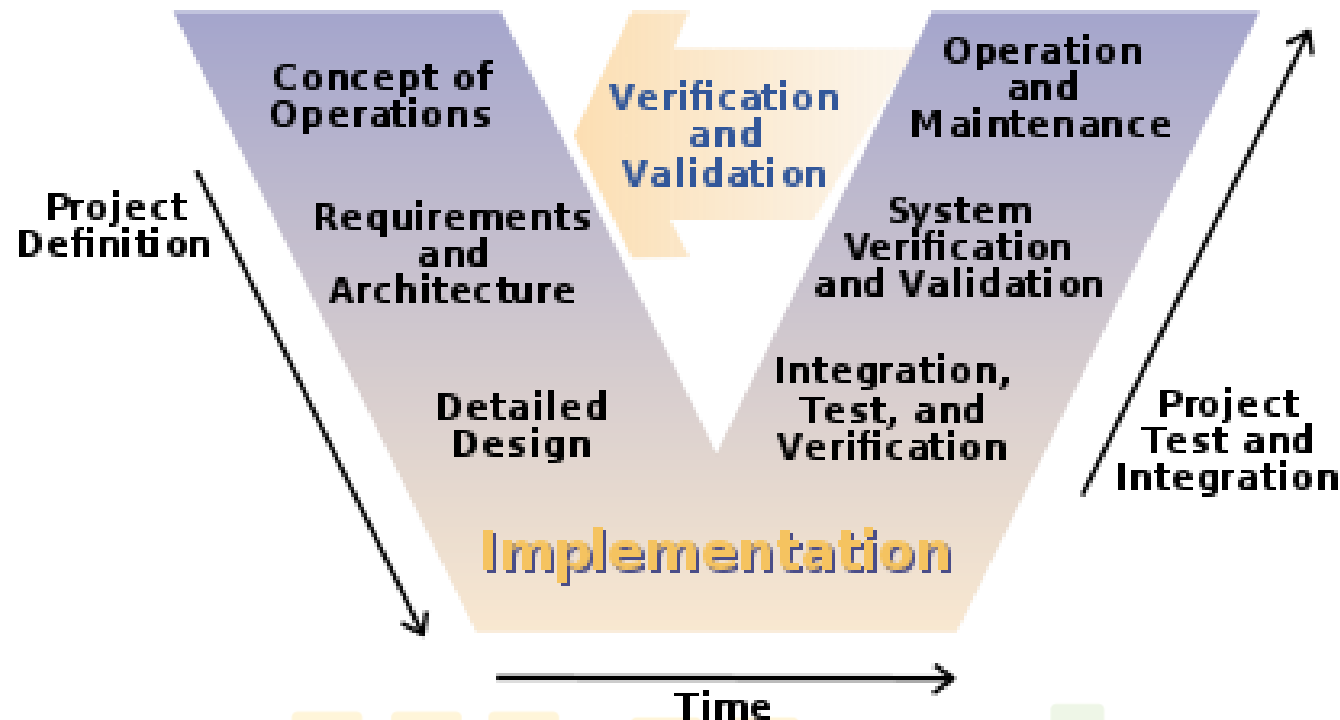 Concept of
Operations
Verification
and
Validation
Operation
and
Maintenance
Project
Definition
Requirements
and
Architecture
System
Verification
and Validation
Detailed
Design
Integration,
Test, and
Verification
Project
Test and
Integration
Implementation
Time